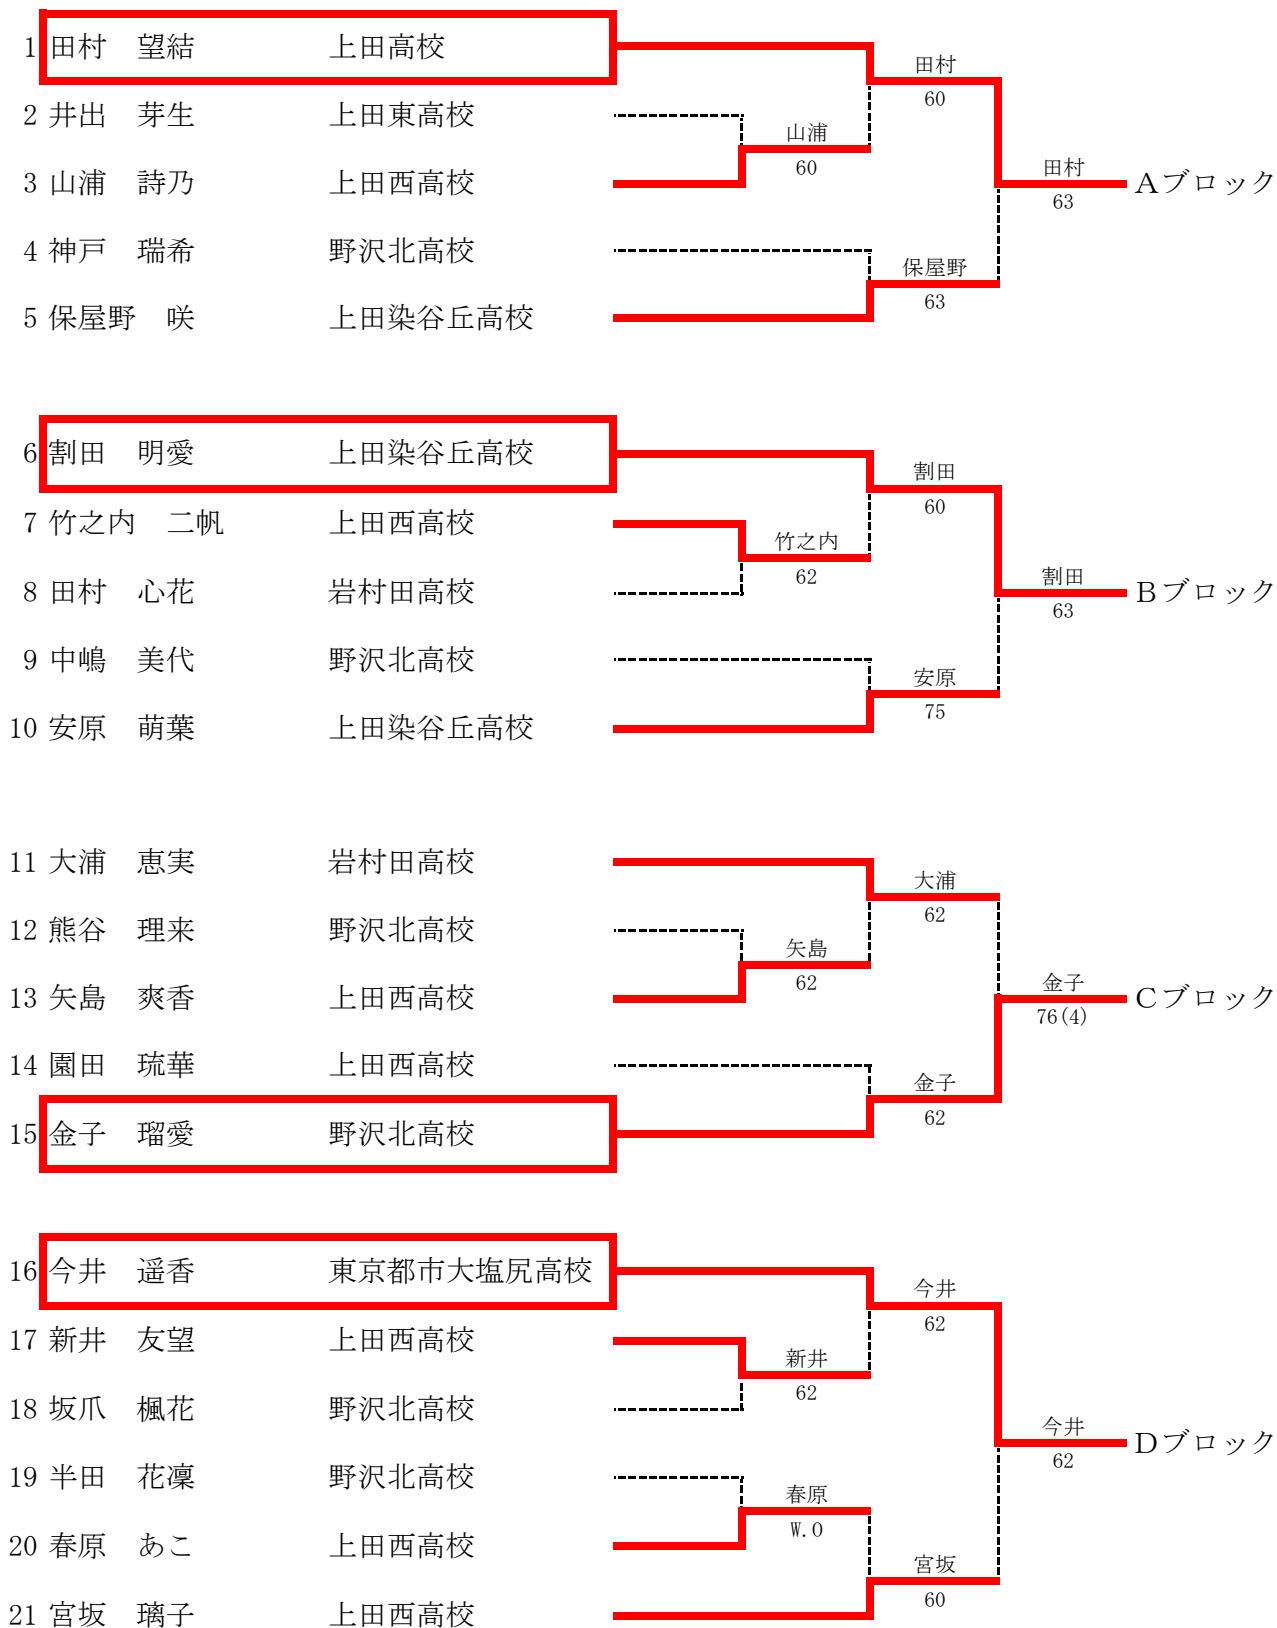 1 田村　望結 上田高校
田村
60
2 井出　芽生 上田東高校
山浦
60
3 山浦　詩乃 上田西高校
田村
63
Aブロック
4 神戸　瑞希 野沢北高校
保屋野
63
5 保屋野　咲 上田染谷丘高校
6 割田　明愛 上田染谷丘高校
割田
60
7 竹之内　二帆 上田西高校
竹之内
62
8 田村　心花 岩村田高校
割田
63
Bブロック
9 中嶋　美代 野沢北高校
安原
75
10 安原　萌葉 上田染谷丘高校
11 大浦　恵実 岩村田高校
大浦
62
12 熊谷　理来 野沢北高校
矢島
62
13 矢島　爽香 上田西高校
金子
76(4)
Cブロック
14 園田　琉華 上田西高校
金子
62
15 金子　瑠愛 野沢北高校
16 今井　遥香 東京都市大塩尻高校
今井
62
17 新井　友望 上田西高校
新井
62
18 坂爪　楓花 野沢北高校
今井
62
Dブロック
19 半田　花凜 野沢北高校
春原
W.O
20 春原　あこ 上田西高校
宮坂
60
21 宮坂　璃子 上田西高校